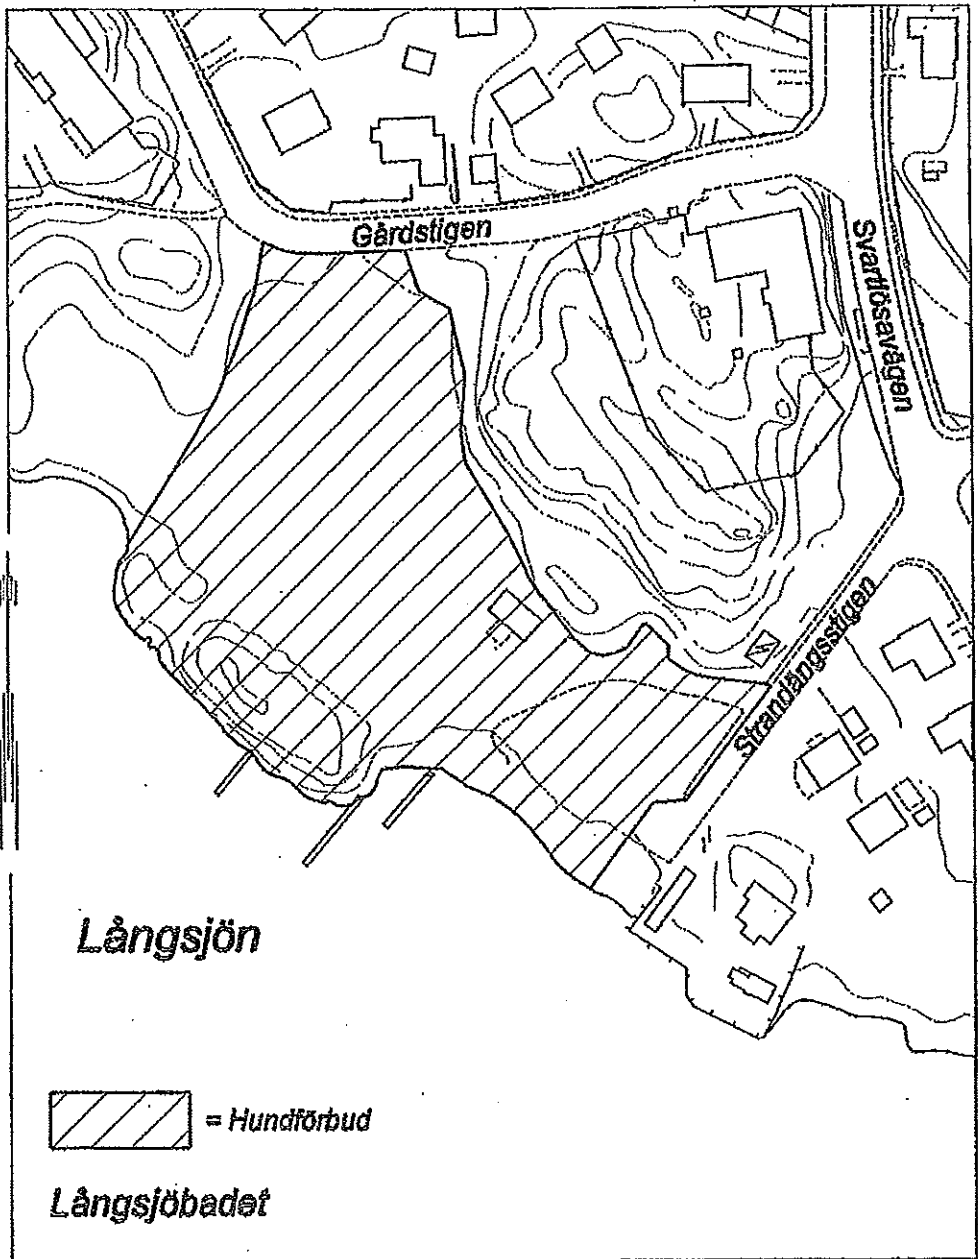 Gårdstigen
Svartlösavägen
Strandängsstigen
Långsjön
= Hundförbud
Långsjöbadet